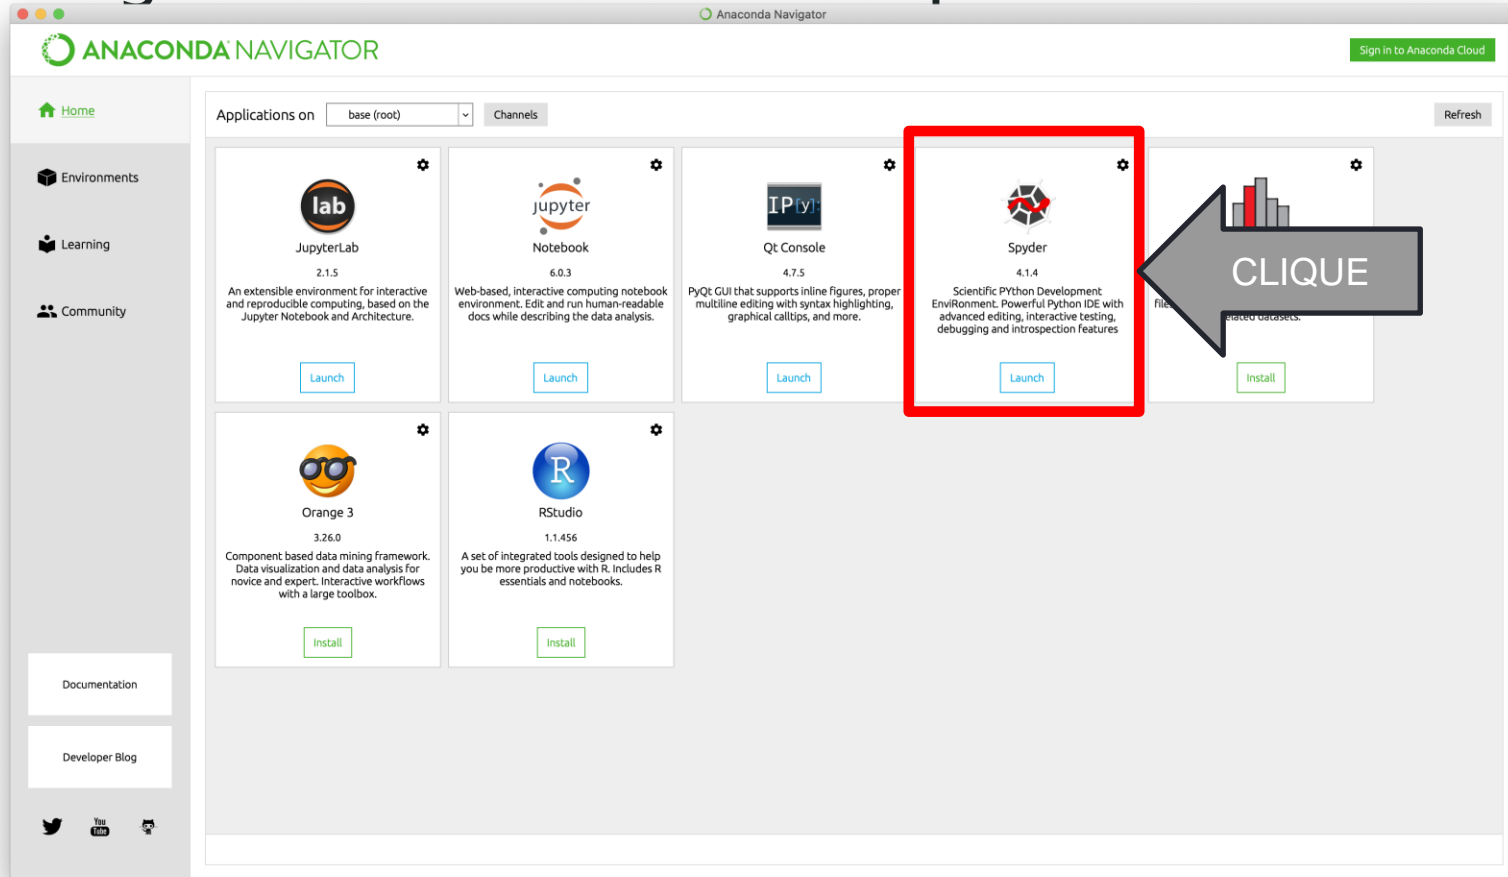 Anaconda Navigator
ANACONDA NAVIGATOR
Sign in to Anaconda Cloud
Home
Applications on
base (root)
Channels
Refresh
Environments
Learning
Community
lab
JupyterLab
2.1.5
An extensible environment for interactive
and reproducible computing, based on the
Jupyter Notebook and Architecture.
Launch
jupyter
Notebook
6.0.3
Web-based, interactive computing notebook
environment. Edit and run human-readable
docs while describing the data analysis.
Launch
IP[y]:
Qt Console
4.7.5
PyQt GUI that supports inline figures, proper
multiline editing with syntax highlighting,
graphical calltips, and more.
Launch
Spyder
4.1.4
Scientific PYthon Development
EnviRonment. Powerful Python IDE with
advanced editing, interactive testing,
debugging and introspection features
Launch
CLIQUE
datasets.
Install
Orange 3
3.26.0
Component based data mining framework.
Data visualization and data analysis for
novice and expert. Interactive workflows
with a large toolbox.
Install
R
RStudio
1.1.456
A set of integrated tools designed to help
you be more productive with R. Includes R
essentials and notebooks.
Install
Documentation
Developer Blog
You
Tube